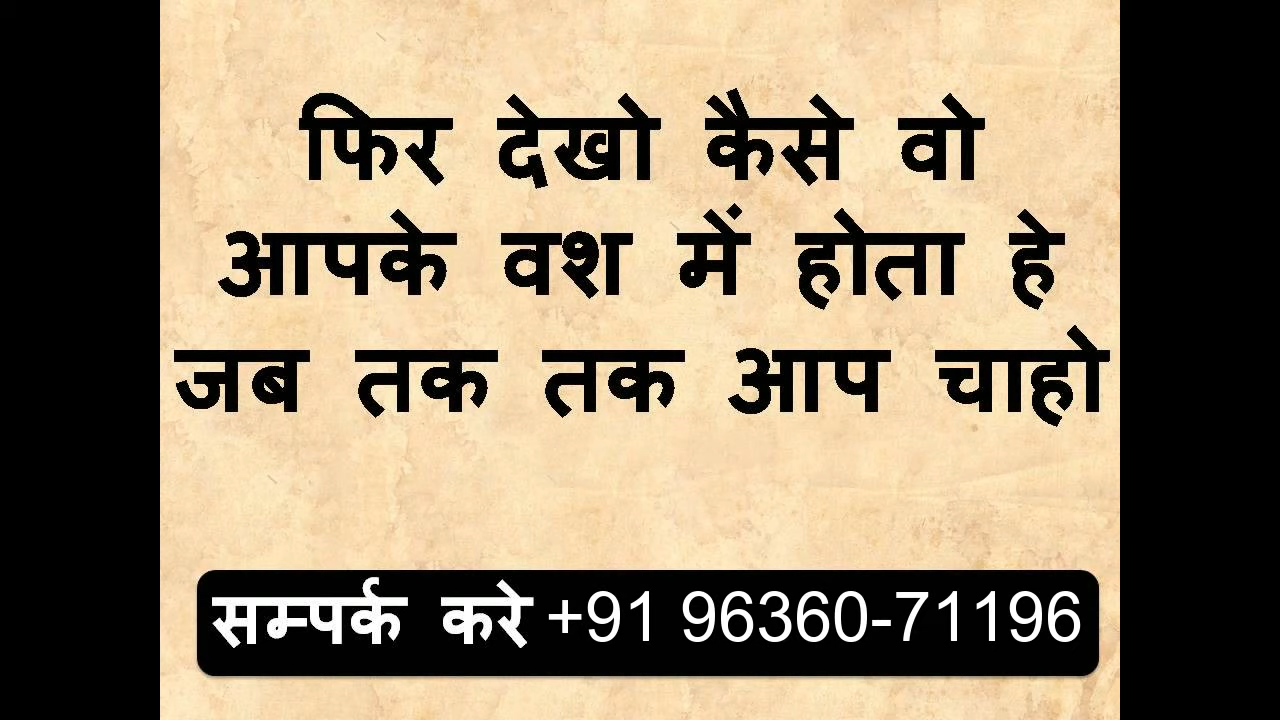 फिर देखो कैसे वो
आपके वश में होता हे
जब तक तक आप चाहो
सम्पर्क करे +91 96360-71196